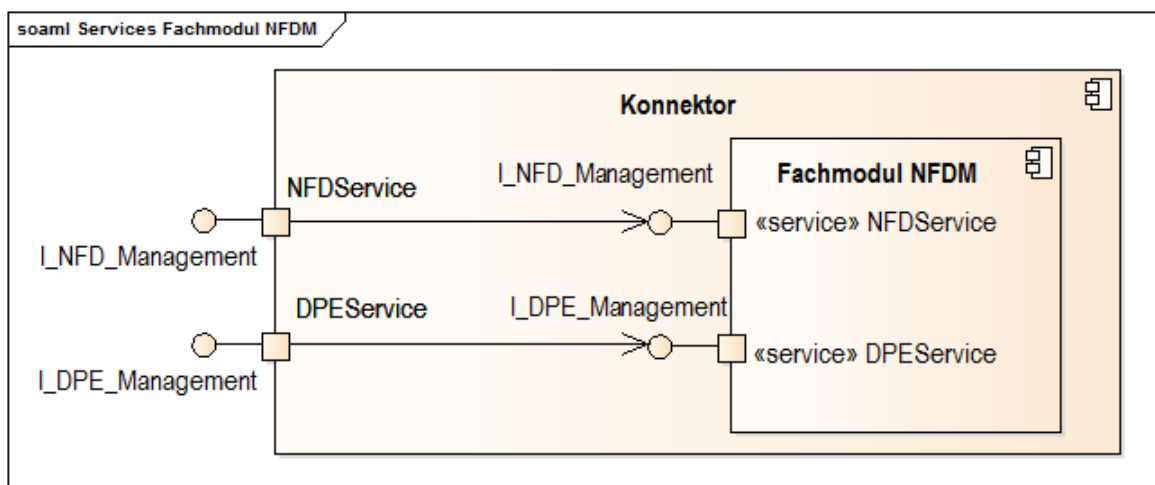 soaml Services Fachmodul NFDM
Konnektor
NFDService
I_NFD_Management
Fachmodul NFDM
«service» NFDService
I_NFD_Management
DPEService
I_DPE_Management
«service» DPEService
I_DPE_Management